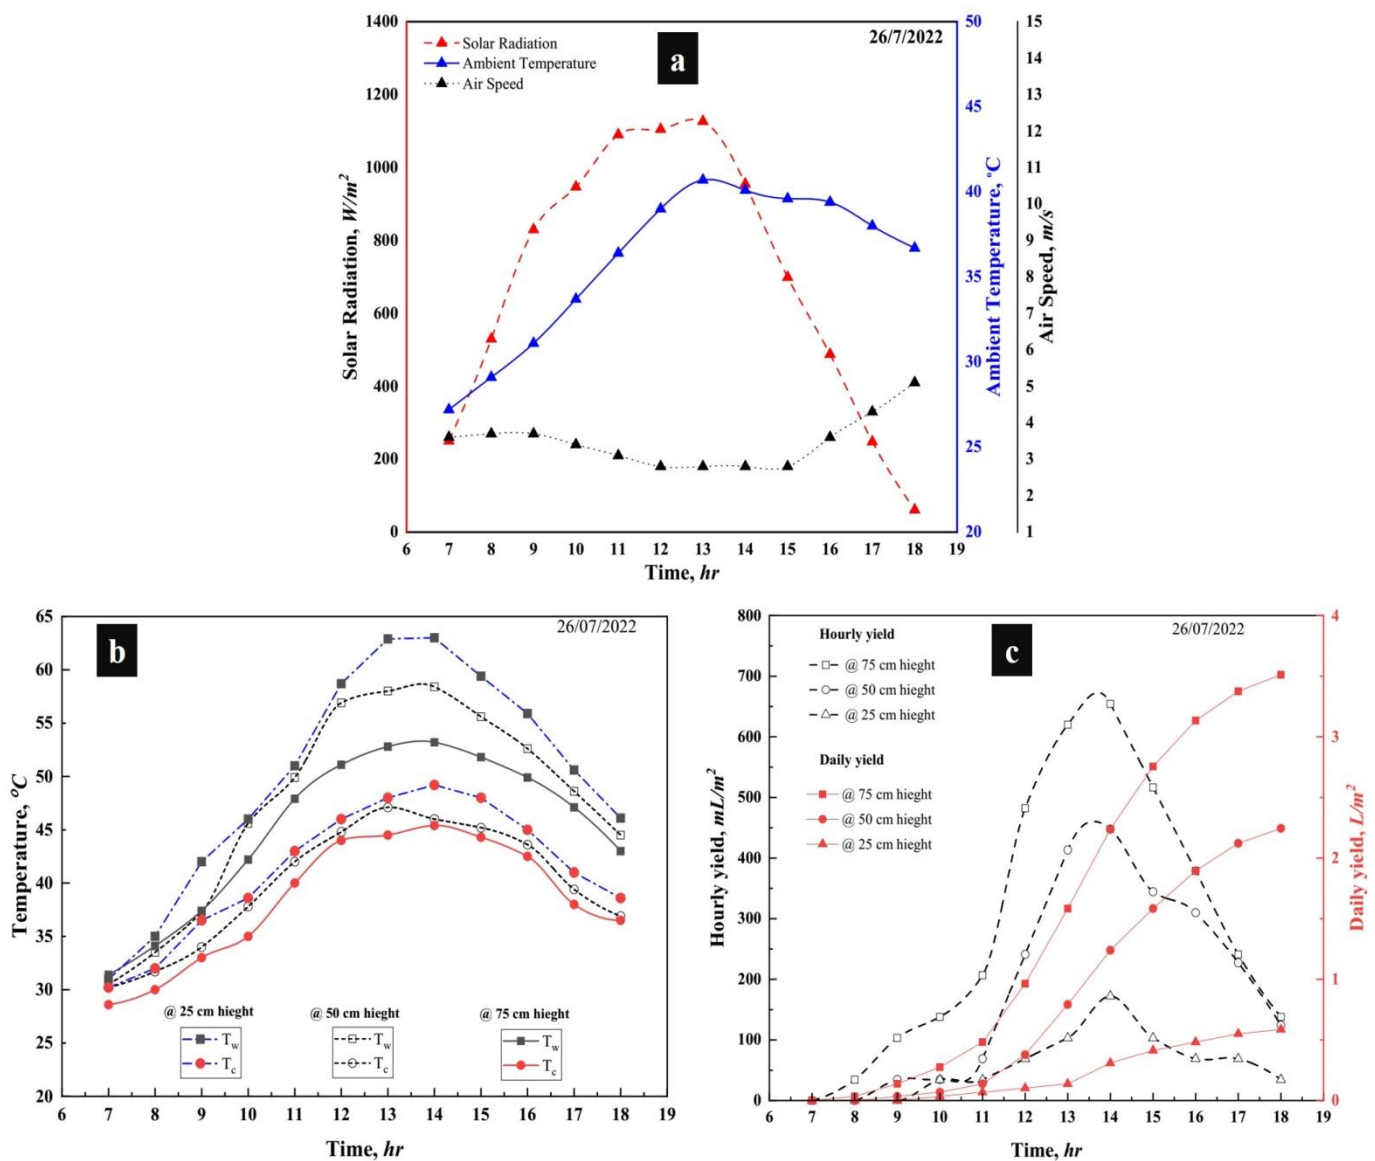 a
26/7/2022
Solar Radiation
Ambient Temperature
Air Speed
1400
1200
1000
800
600
400
200
0
Solar Radiation, W/m²
50
45
40
35
30
25
20
Ambient Temperature, °C
15
14
13
12
11
10
9
8
7
6
5
4
3
2
1
Air Speed, m/s
6 7 8 9 10 11 12 13 14 15 16 17 18 19
Time, hr
b
26/07/2022
65
60
55
50
45
40
35
30
25
20
Temperature, °C
@ 25 cm hieght
T_w
T_c
@ 50 cm hieght
T_w
T_c
@ 75 cm hieght
T_w
T_c
6 7 8 9 10 11 12 13 14 15 16 17 18 19
Time, hr
c
26/07/2022
800
700
600
500
400
300
200
100
0
Hourly yield, mL/m²
Hourly yield
@ 75 cm hieght
@ 50 cm hieght
@ 25 cm hieght
Daily yield
@ 75 cm hieght
@ 50 cm hieght
@ 25 cm hieght
4
3
2
1
0
Daily yield, L/m²
6 7 8 9 10 11 12 13 14 15 16 17 18 19
Time, hr